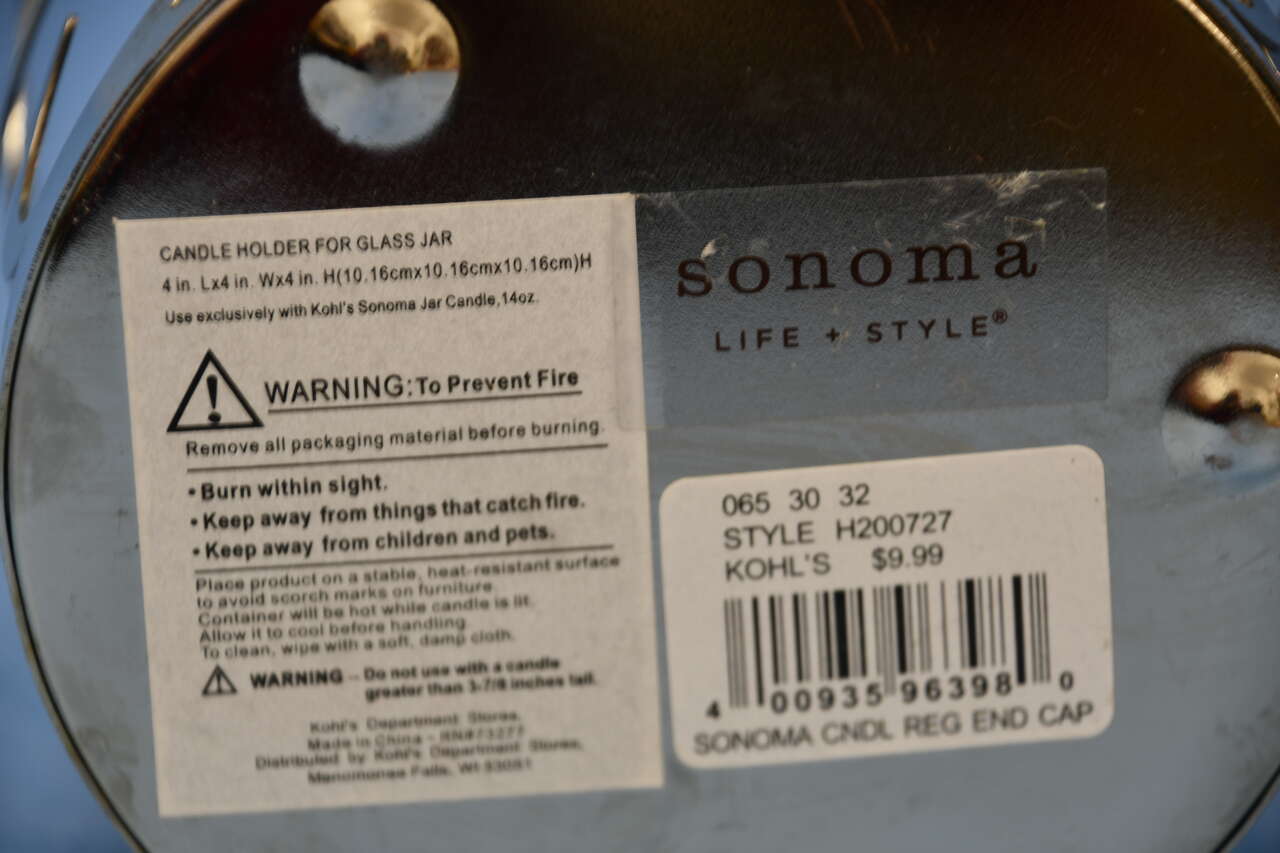 CANDLE HOLDER FOR GLASS JAR
4 in. Lx4 in. Wx4 in. H(10.16cmx10.16cmx10.16cm)H
Use exclusively with Kohl's Sonoma Jar Candle,14oz.
WARNING:To Prevent Fire
Remove all packaging material before burning.
• Burn within sight.
• Keep away from things that catch fire.
• Keep away from children and pets.
Place product on a stable, heat-resistant surface
to avoid scorch marks on furniture.
Container will be hot while candle is lit.
Allow it to cool before handling.
To clean, wipe with a soft, damp cloth.
WARNING – Do not use with a candle
greater than 3-7/8 inches tall.
Kohl's Department Stores,
Made in China - RN#73277
Distributed by Kohl's Department Stores,
Menomonee Falls, WI 53051
sonoma
LIFE + STYLE®
065 30 32
STYLE H200727
KOHL'S $9.99
4 00935 96398 0
SONOMA CNDL REG END CAP